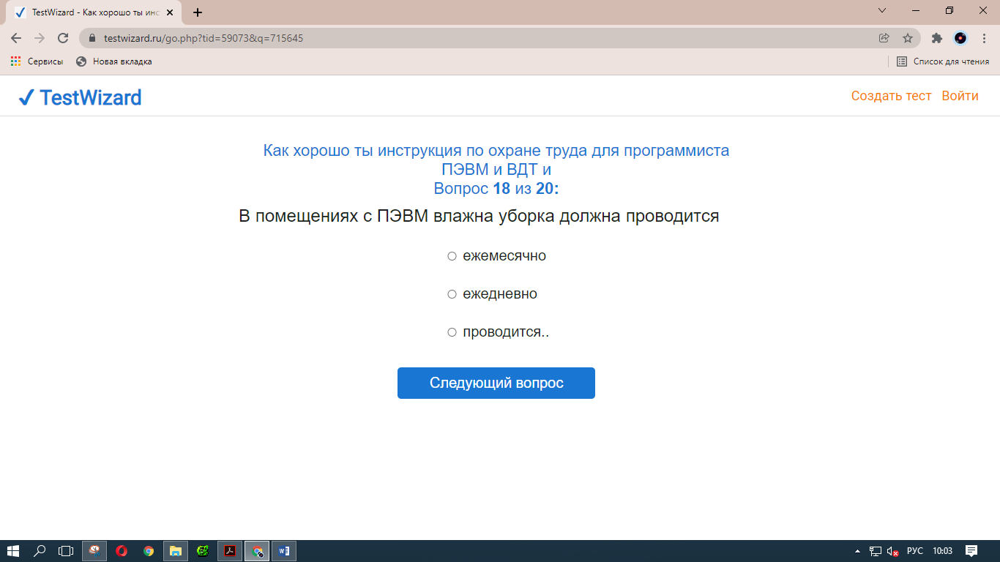 TestWizard - Как хорошо ты инс
testwizard.ru/go.php?tid=59073&q=715645
Сервисы
Новая вкладка
Список для чтения
TestWizard
Создать тест
Войти
Как хорошо ты инструкция по охране труда для программиста
ПЭВМ и ВДТ и
Вопрос 18 из 20:
В помещениях с ПЭВМ влажна уборка должна проводится
ежемесячно
ежедневно
проводится..
Следующий вопрос
РУС
10:03